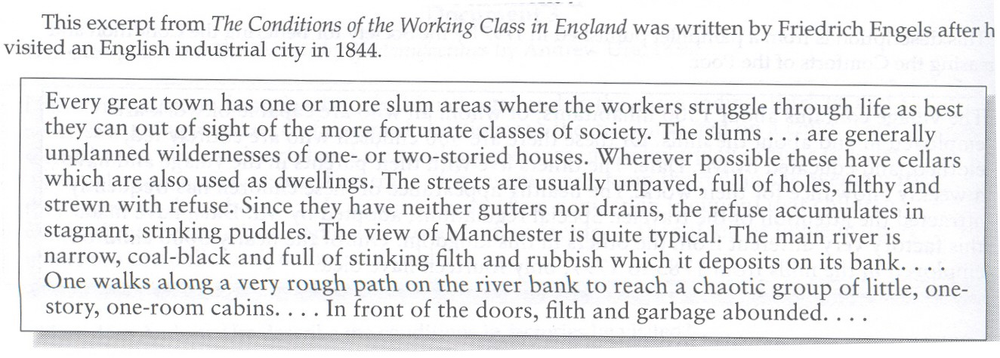 This excerpt from The Conditions of the Working Class in England was written by Friedrich Engels after h
visited an English industrial city in 1844.
Every great town has one or more slum areas where the workers struggle through life as best
they can out of sight of the more fortunate classes of society. The slums . . . are generally
unplanned wildernesses of one- or two-storied houses. Wherever possible these have cellars
which are also used as dwellings. The streets are usually unpaved, full of holes, filthy and
strewn with refuse. Since they have neither gutters nor drains, the refuse accumulates in
stagnant, stinking puddles. The view of Manchester is quite typical. The main river is
narrow, coal-black and full of stinking filth and rubbish which it deposits on its bank. . . .
One walks along a very rough path on the river bank to reach a chaotic group of little, one-
story, one-room cabins. . . . In front of the doors, filth and garbage abounded. . . .